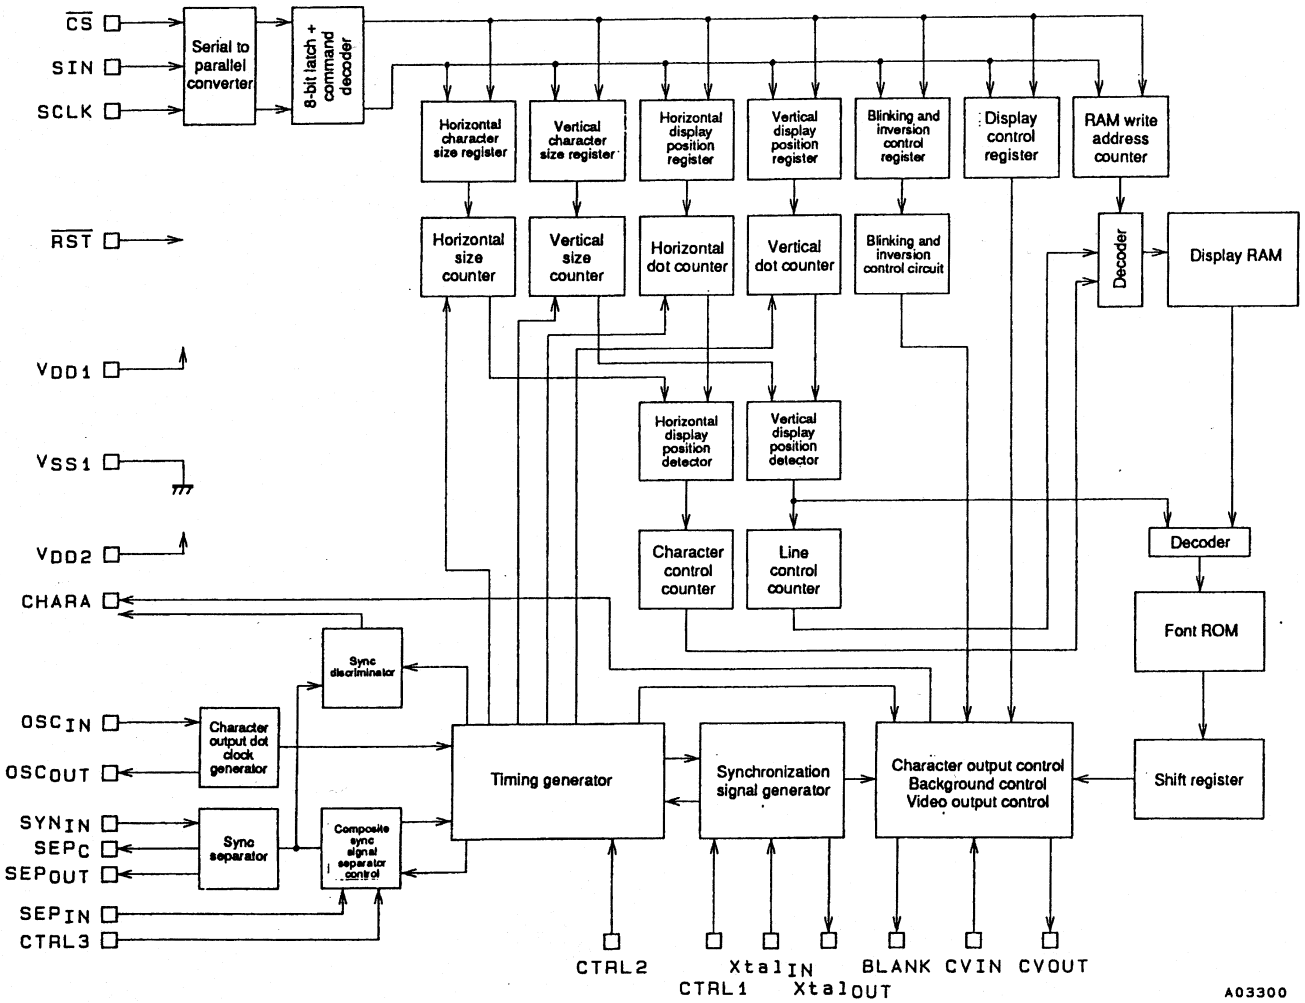 CS
SIN
SCLK
Serial to
parallel
converter
8-bit latch +
command
decoder
Horizontal
character
size register
Vertical
character
size register
Horizontal
display
position
register
Vertical
display
position
register
Blinking and
inversion
control
register
Display
control
register
RAM write
address
counter
RST
Horizontal
size
counter
Vertical
size
counter
Horizontal
dot counter
Vertical
dot counter
Blinking and
inversion
control circuit
Decoder
Display RAM
VDD1
VSS1
VDD2
Horizontal
display
position
detector
Vertical
display
position
detector
Character
control
counter
Line
control
counter
Decoder
Font ROM
CHARA
Sync
discriminator
OSCIN
OSCOUT
Character
output dot
clock
generator
Timing generator
Synchronization
signal generator
Character output control
Background control
Video output control
Shift register
SYNIN
SEPC
SEPOUT
Sync
separator
Composite
sync
signal
separator
control
SEPIN
CTRL3
CTRL2
CTRL1
XtalIN
XtalOUT
BLANK
CVIN
CVOUT
A03300